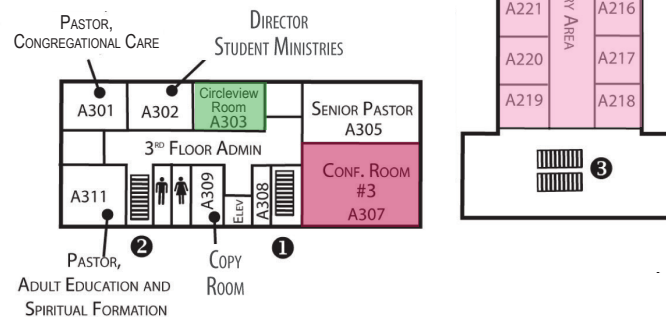 PASTOR,
CONGREGATIONAL CARE
DIRECTOR
STUDENT MINISTRIES
A301
A302
Circleview
Room
A303
SENIOR PASTOR
A305
3RD FLOOR ADMIN
CONF. ROOM
#3
A307
A311
A309
ELEV
A308
2
1
PASTOR,
ADULT EDUCATION AND
SPIRITUAL FORMATION
COPY
ROOM
A221
A216
AREA
A220
A217
A219
A218
3